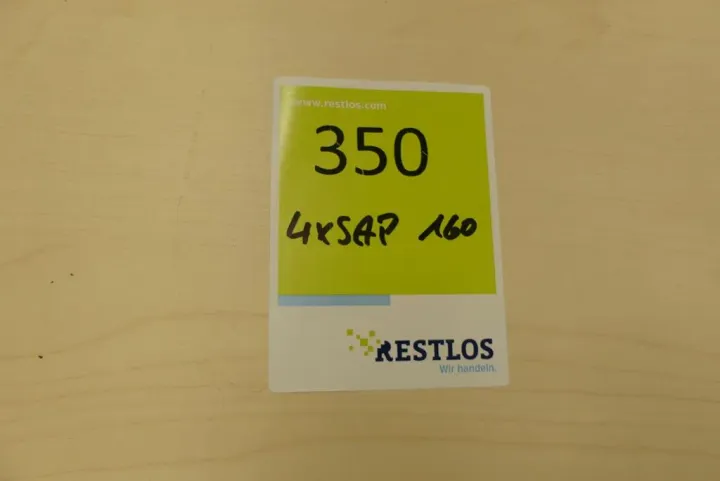 www.restlos.com
350
4xSAP 160
RESTLOS
Wir handeln.